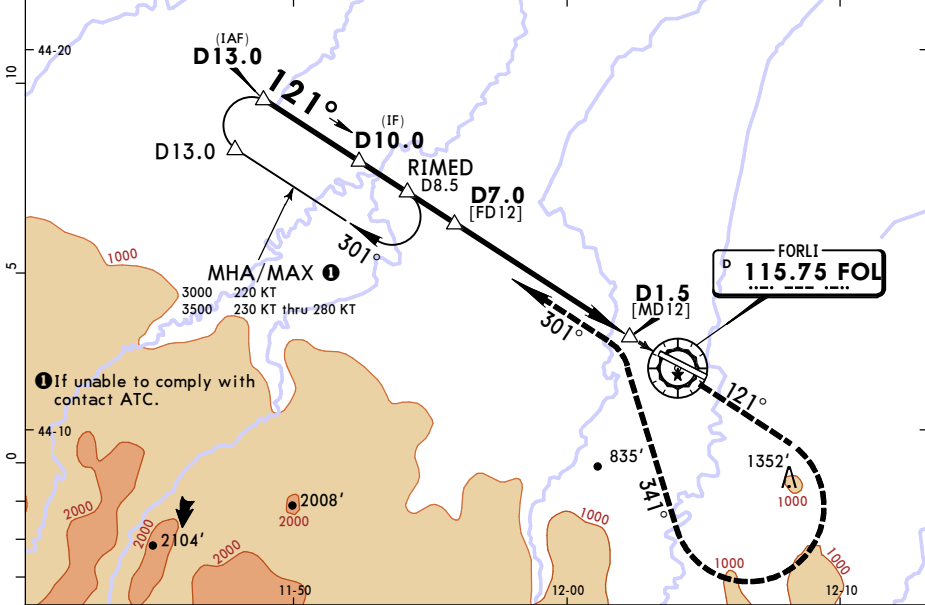 44-20
(IAF)
D13.0
121°
(IF)
D10.0
D13.0
RIMED
D8.5
D7.0
[FD12]
10
301°
1000
MHA/MAX ❶
3000 220 KT
3500 230 KT thru 280 KT
5
FORLI
D 115.75 FOL
D1.5
[MD12]
301°
❶If unable to comply with
contact ATC.
121°
44-10
0
835'
1352'
1000
341°
2000
2008'
2000
1000
2000
2104'
2000
1000
1000
11-50
12-00
12-10